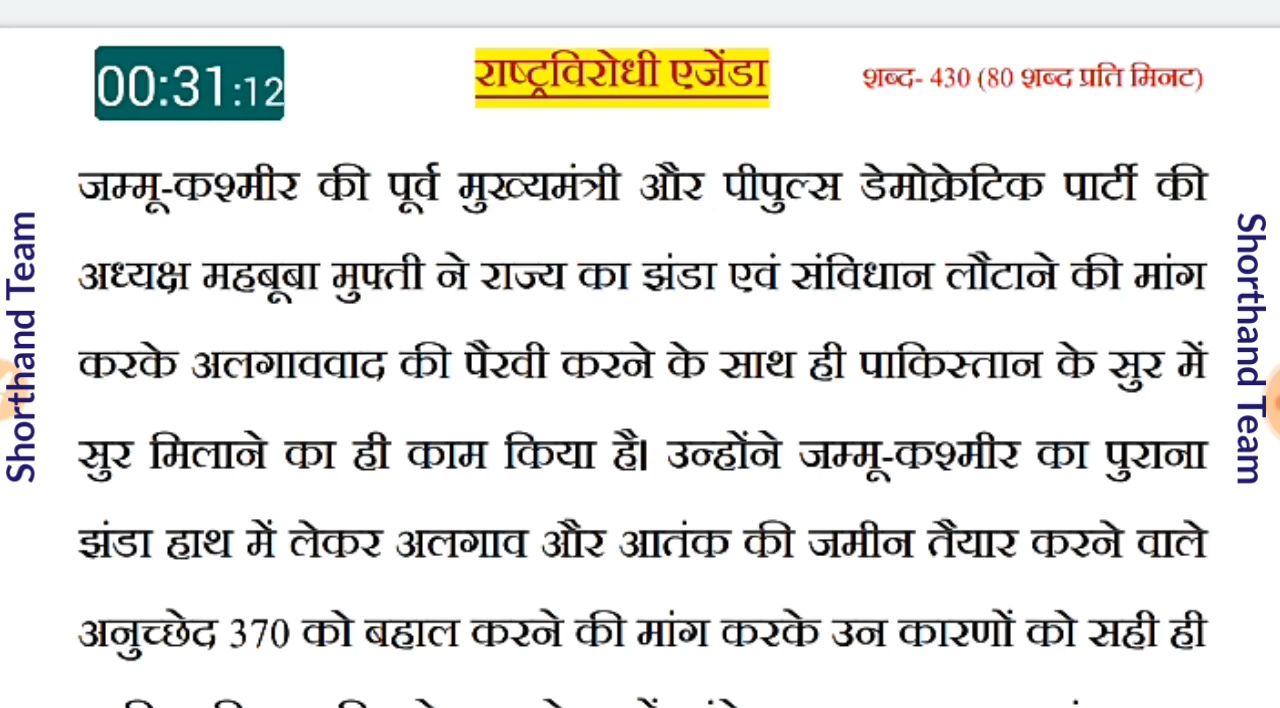 00:31:12
राष्ट्रविरोधी एजेंडा
शब्द- 430 (80 शब्द प्रति मिनट)
जम्मू-कश्मीर की पूर्व मुख्यमंत्री और पीपुल्स डेमोक्रेटिक पार्टी की
अध्यक्ष महबूबा मुफ्ती ने राज्य का झंडा एवं संविधान लौटाने की मांग
करके अलगाववाद की पैरवी करने के साथ ही पाकिस्तान के सुर में
सुर मिलाने का ही काम किया है। उन्होंने जम्मू-कश्मीर का पुराना
झंडा हाथ में लेकर अलगाव और आतंक की जमीन तैयार करने वाले
अनुच्छेद 370 को बहाल करने की मांग करके उन कारणों को सही ही
Shorthand Team
Shorthand Team